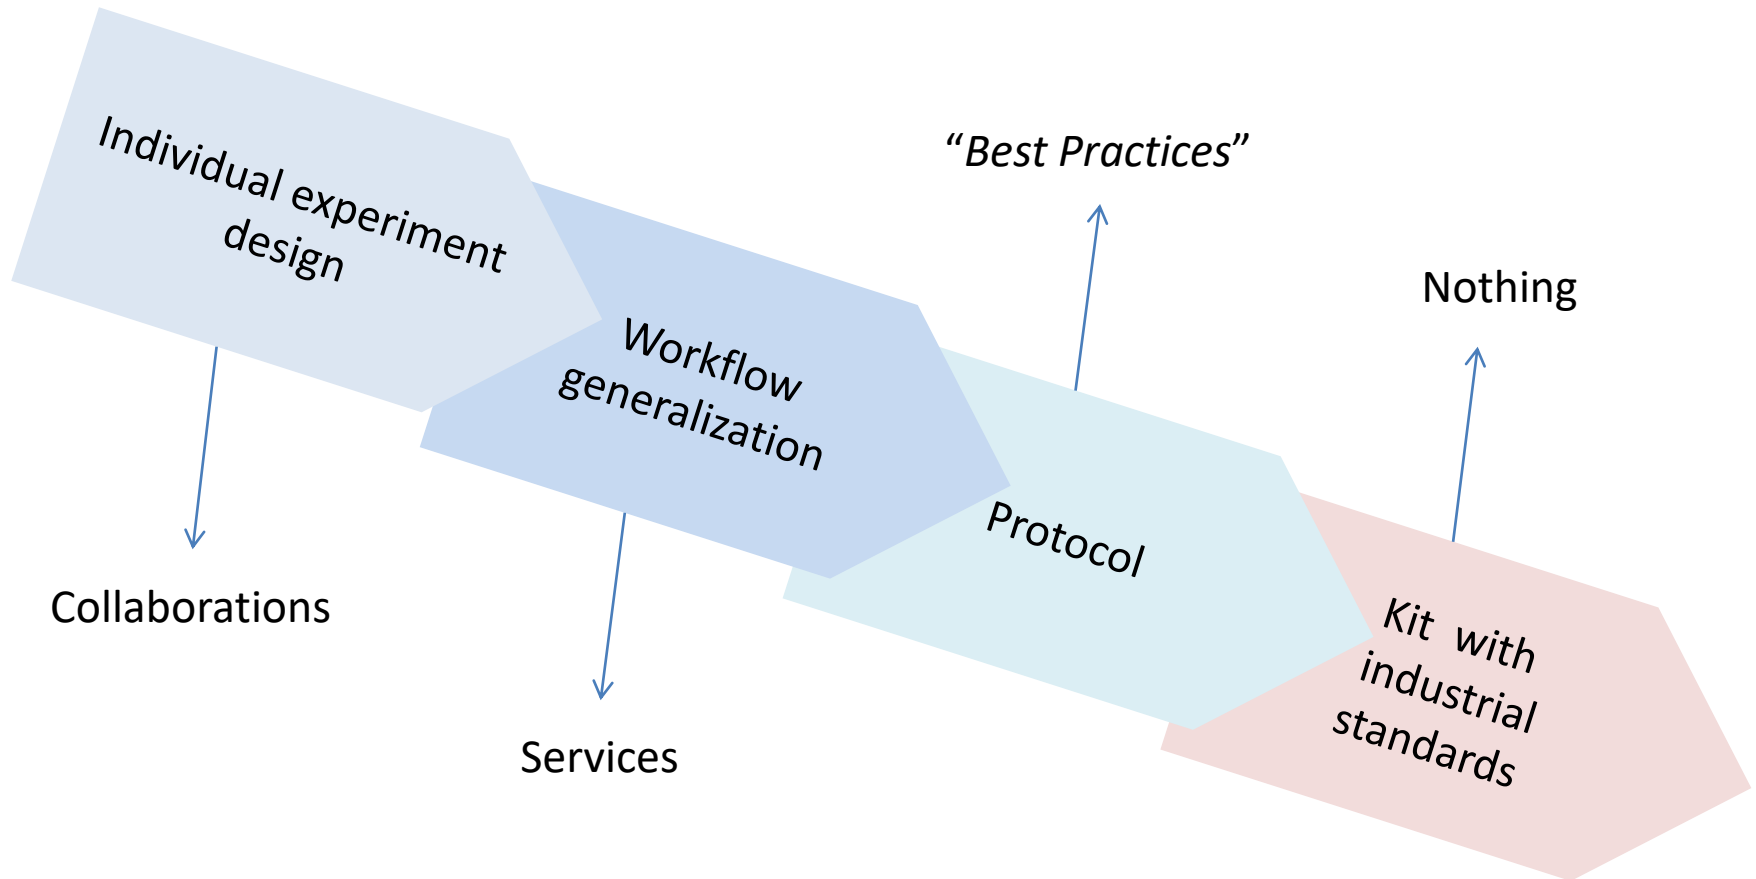 Individual experiment
design
Collaborations
Workflow
generalization
Services
“Best Practices”
Protocol
Nothing
Kit with
industrial
standards